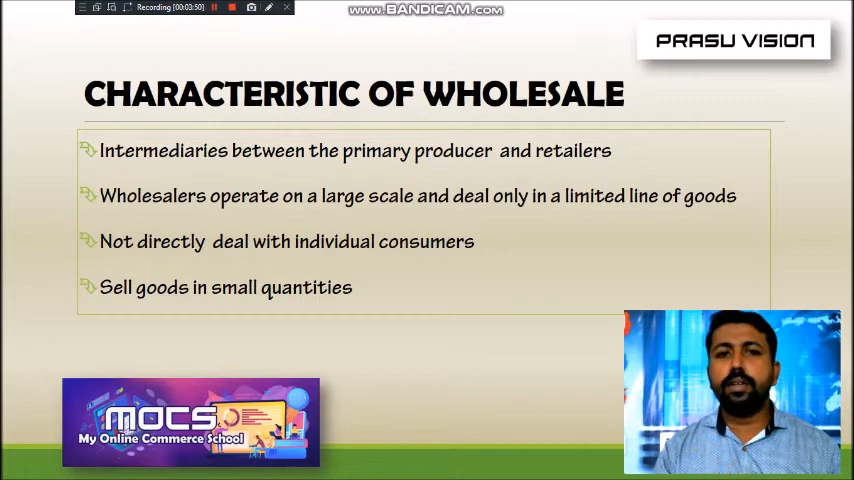 Recording [00:03:50]
www.BANDICAM.com
PRASU VISION
CHARACTERISTIC OF WHOLESALE
Intermediaries between the primary producer and retailers
Wholesalers operate on a large scale and deal only in a limited line of goods
Not directly deal with individual consumers
Sell goods in small quantities
MOCS
My Online Commerce School